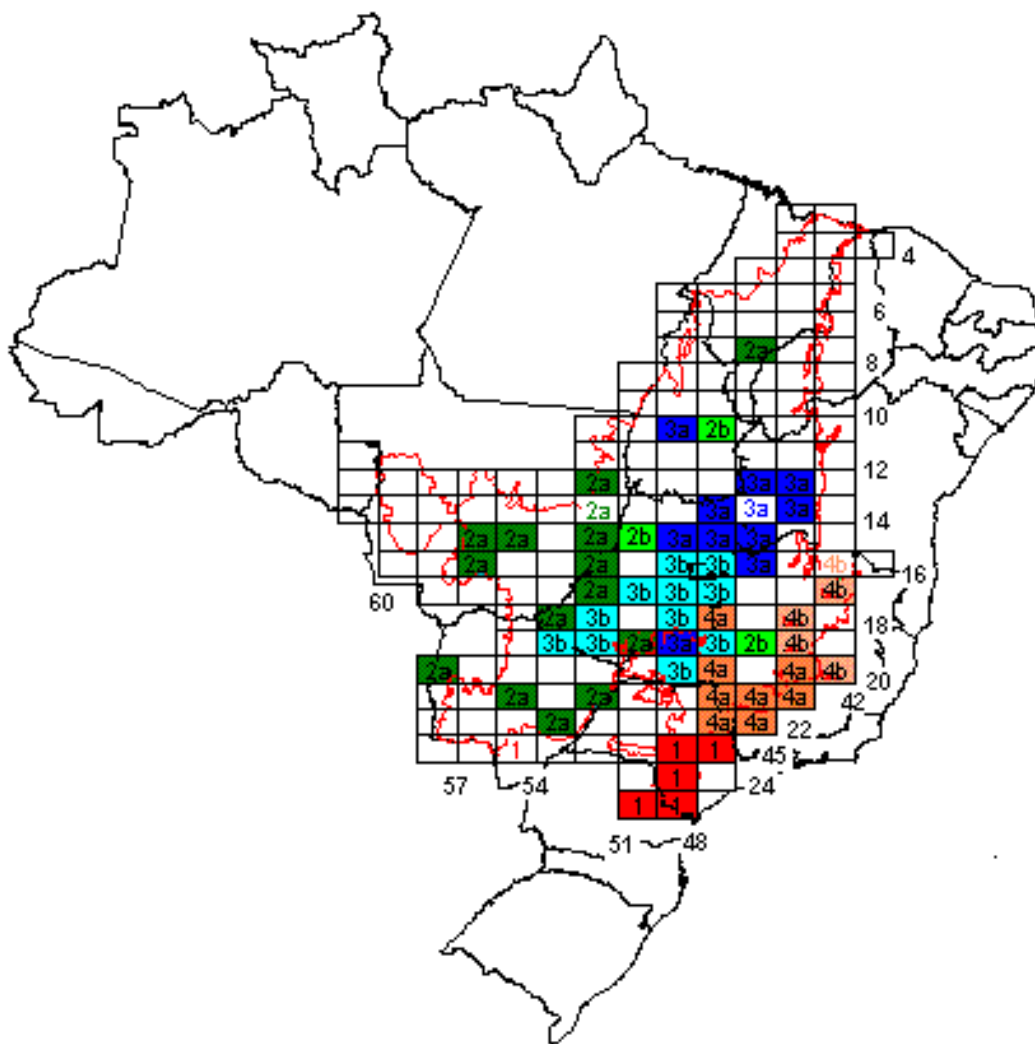 4
6
2a
8
10
3a 2b
12
2a 3a 3a
2a 3a 3a 3a
14
2a 2a 2a 2b 3a 3a 3a
2a 2a 3b 3b 3a 4b
16
60 2a 3b 3b 3b 4b
2a 3b 3b 4a 4b
18
3b 3b 2a 3a 3b 2b 4b
2a 3b 4a 4a 4b
20
2a 2a 4a 4a 4a
42
2a 4a 4a
22
1 1 1
45
57 54 1 24
1 1
51 48